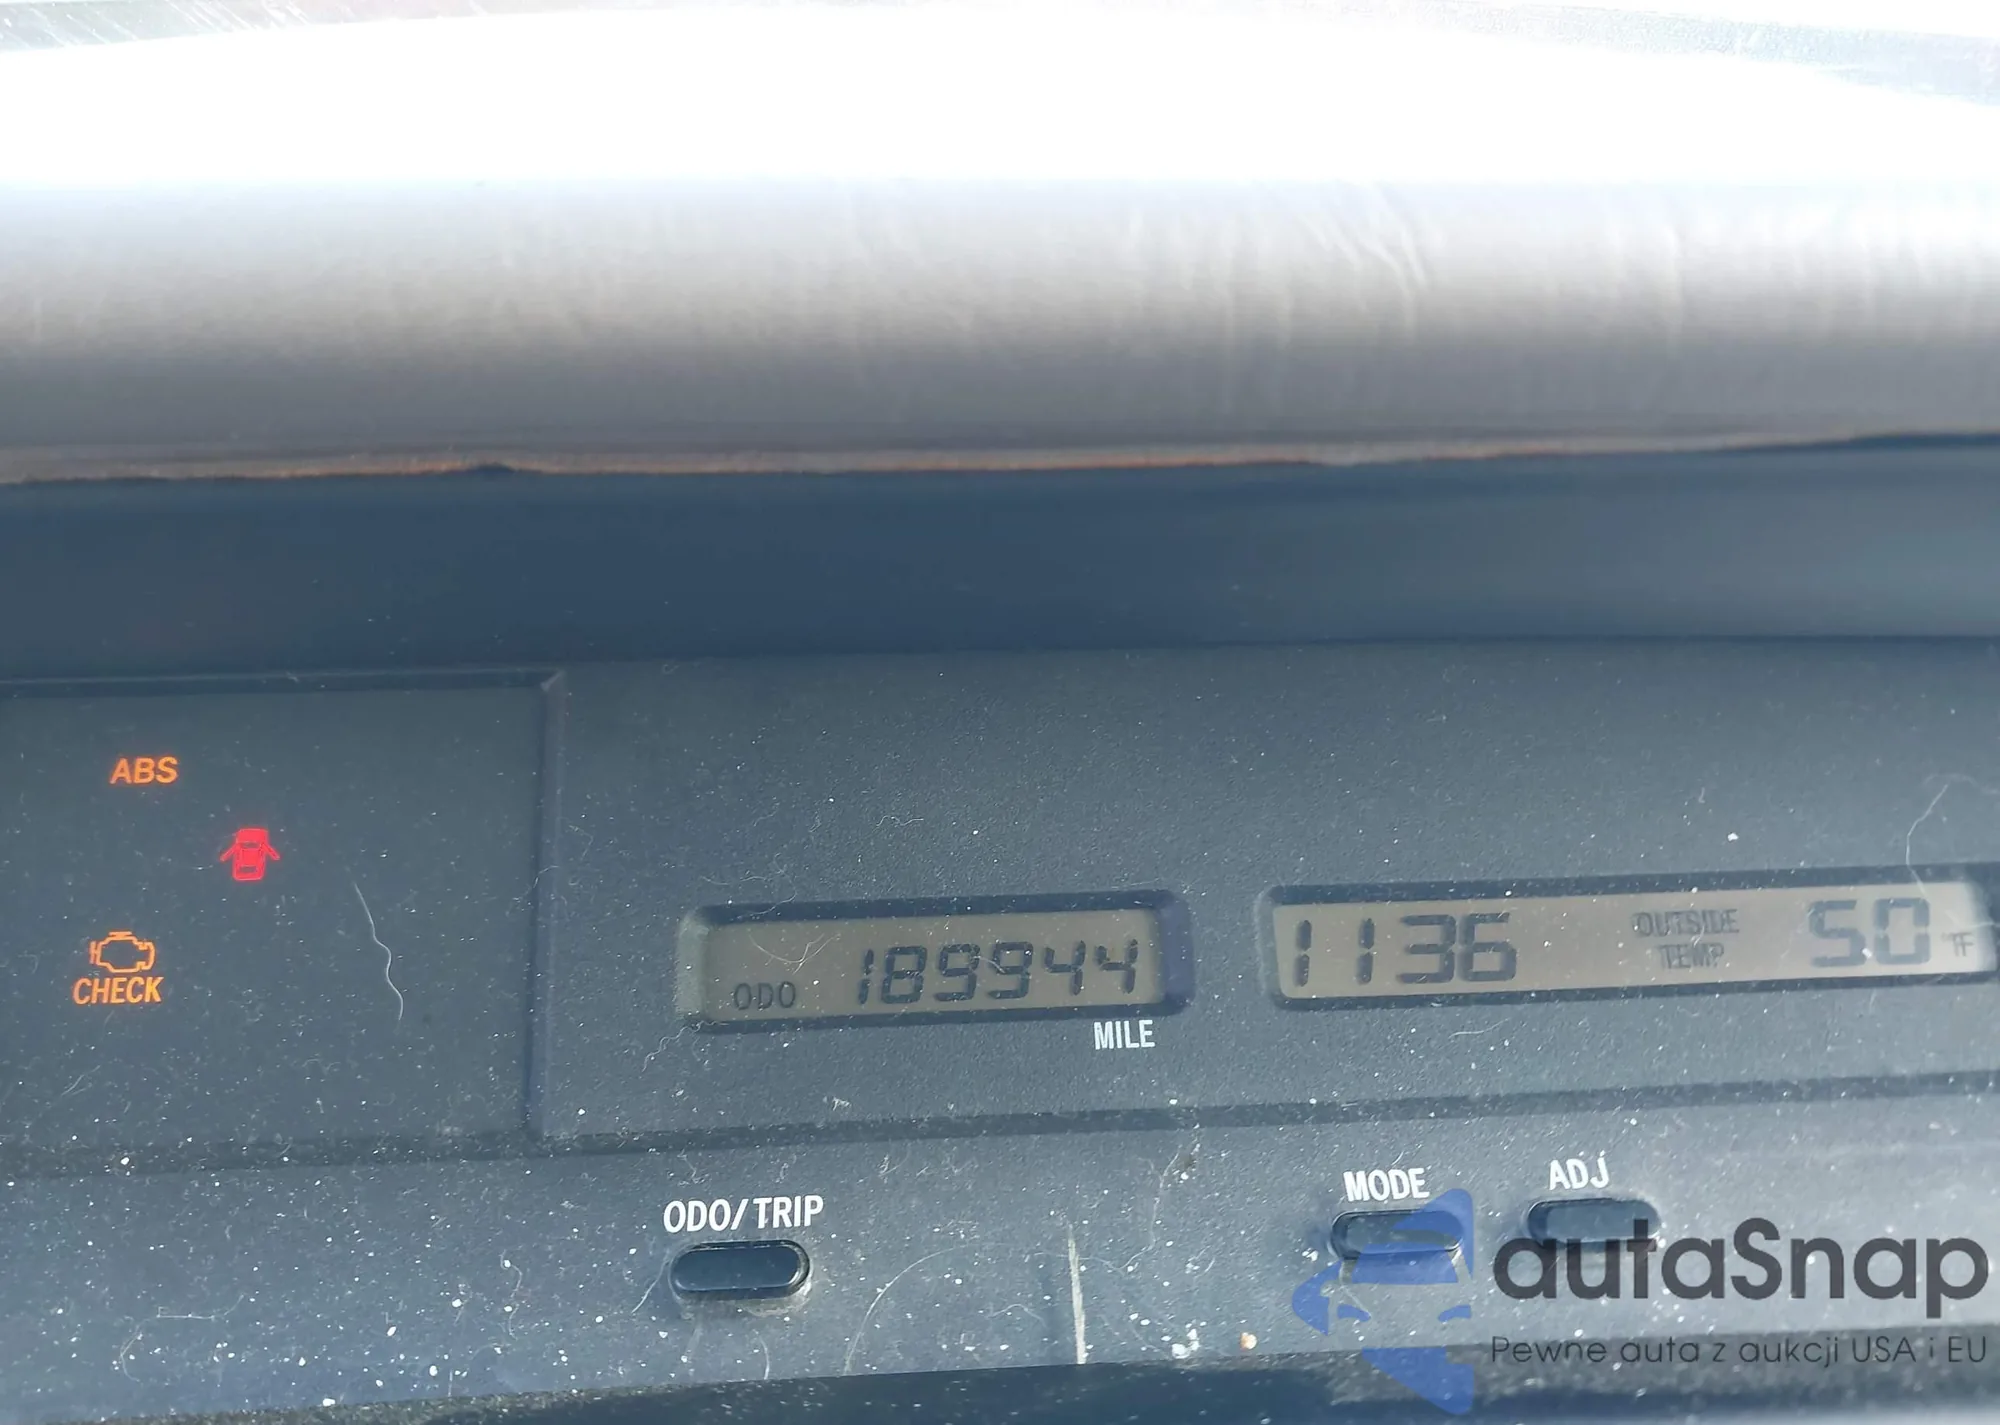 ABS
CHECK
ODO 189944
MILE
1136 OUTSIDE TEMP 50 °F
ODO/TRIP
MODE
ADJ
autaSnap
Pewne auta z aukcji USA i EU